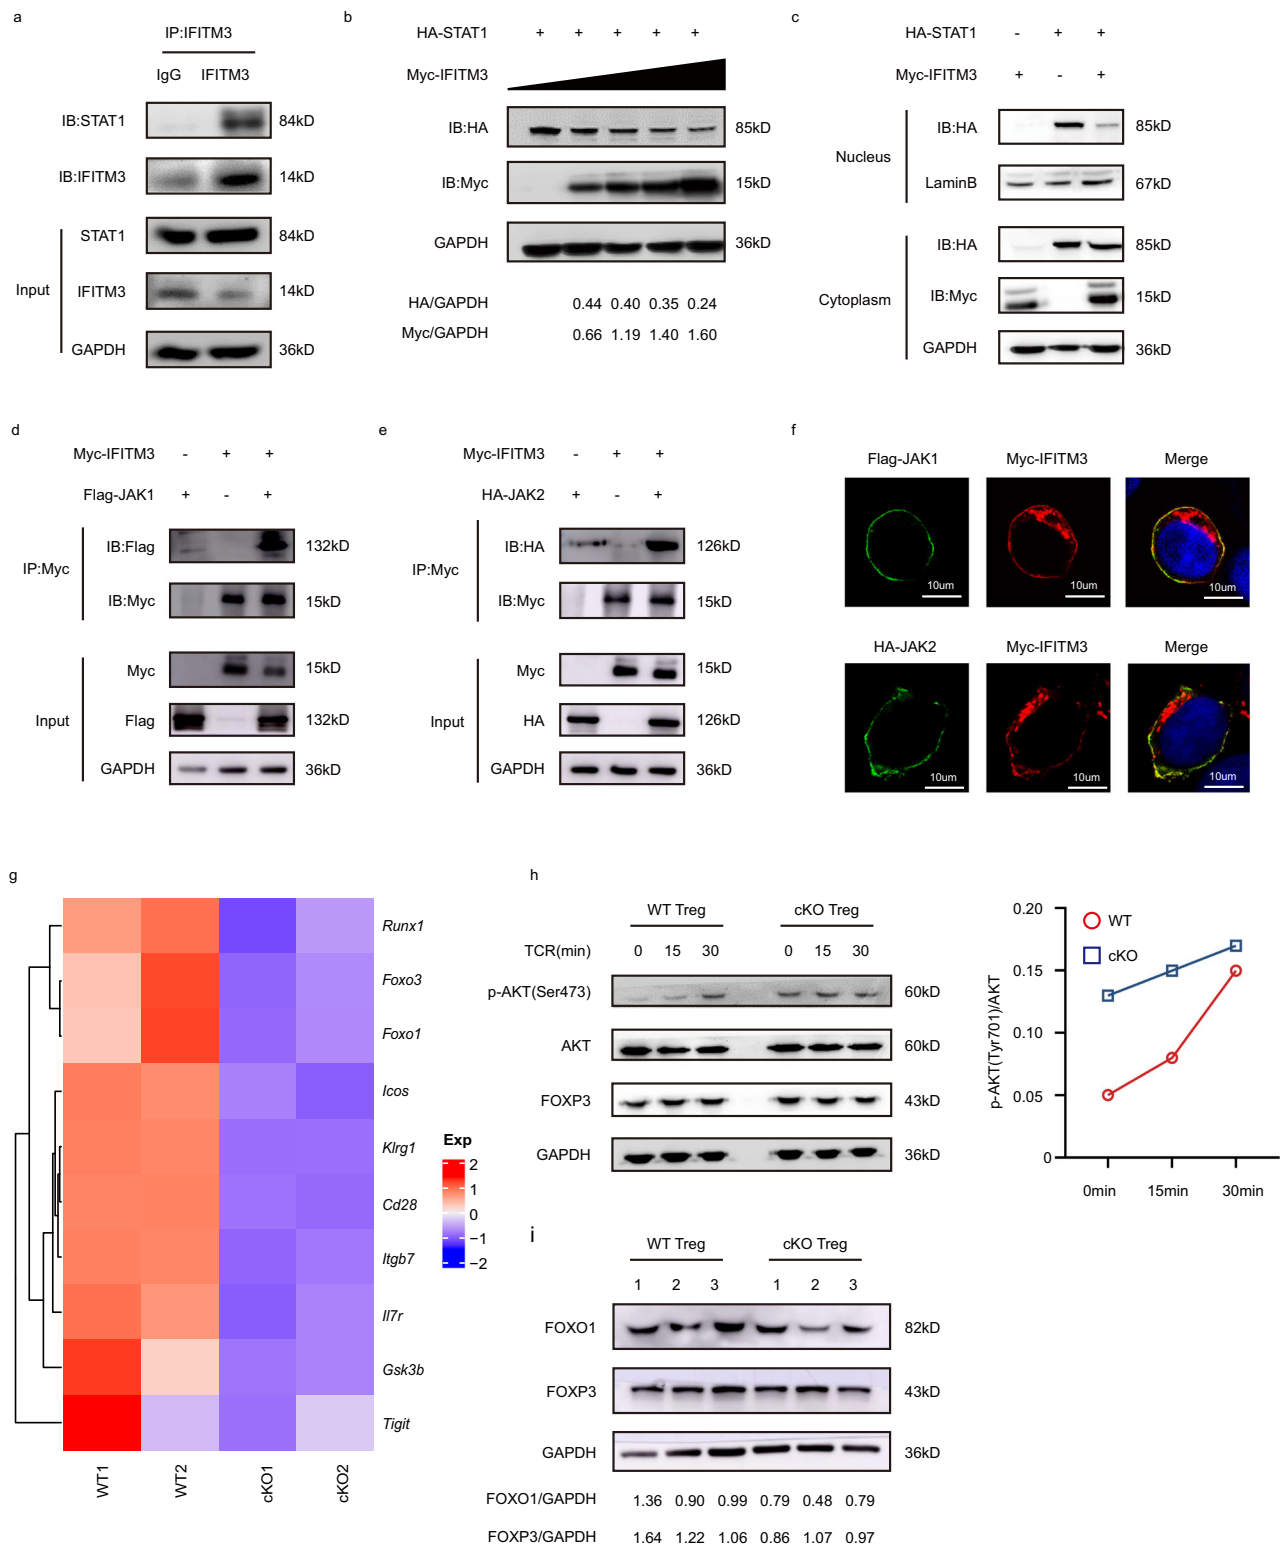 a
IP:IFITM3
IgG IFITM3
IB:STAT1 84kD
IB:IFITM3 14kD
Input
STAT1 84kD
IFITM3 14kD
GAPDH 36kD
b
HA-STAT1 + + + + +
Myc-IFITM3
IB:HA 85kD
IB:Myc 15kD
GAPDH 36kD
HA/GAPDH 0.44 0.40 0.35 0.24
Myc/GAPDH 0.66 1.19 1.40 1.60
c
HA-STAT1 - + +
Myc-IFITM3 + - +
Nucleus
IB:HA 85kD
LaminB 67kD
Cytoplasm
IB:HA 85kD
IB:Myc 15kD
GAPDH 36kD
d
Myc-IFITM3 - + +
Flag-JAK1 + - +
IP:Myc
IB:Flag 132kD
IB:Myc 15kD
Input
Myc 15kD
Flag 132kD
GAPDH 36kD
e
Myc-IFITM3 - + +
HA-JAK2 + - +
IP:Myc
IB:HA 126kD
IB:Myc 15kD
Input
Myc 15kD
HA 126kD
GAPDH 36kD
f
Flag-JAK1 Myc-IFITM3 Merge
10um 10um 10um
HA-JAK2 Myc-IFITM3 Merge
10um 10um 10um
g
Runx1
Foxo3
Foxo1
Icos
Klrg1
Cd28
Itgb7
Il7r
Gsk3b
Tigit
WT1 WT2 cKO1 cKO2
Exp
2
1
0
−1
−2
h
WT Treg cKO Treg
TCR(min) 0 15 30 0 15 30
p-AKT(Ser473) 60kD
AKT 60kD
FOXP3 43kD
GAPDH 36kD
p-AKT(Tyr701)/AKT
0.20
0.15
0.10
0.05
0
WT
cKO
0min 15min 30min
i
WT Treg cKO Treg
1 2 3 1 2 3
FOXO1 82kD
FOXP3 43kD
GAPDH 36kD
FOXO1/GAPDH 1.36 0.90 0.99 0.79 0.48 0.79
FOXP3/GAPDH 1.64 1.22 1.06 0.86 1.07 0.97